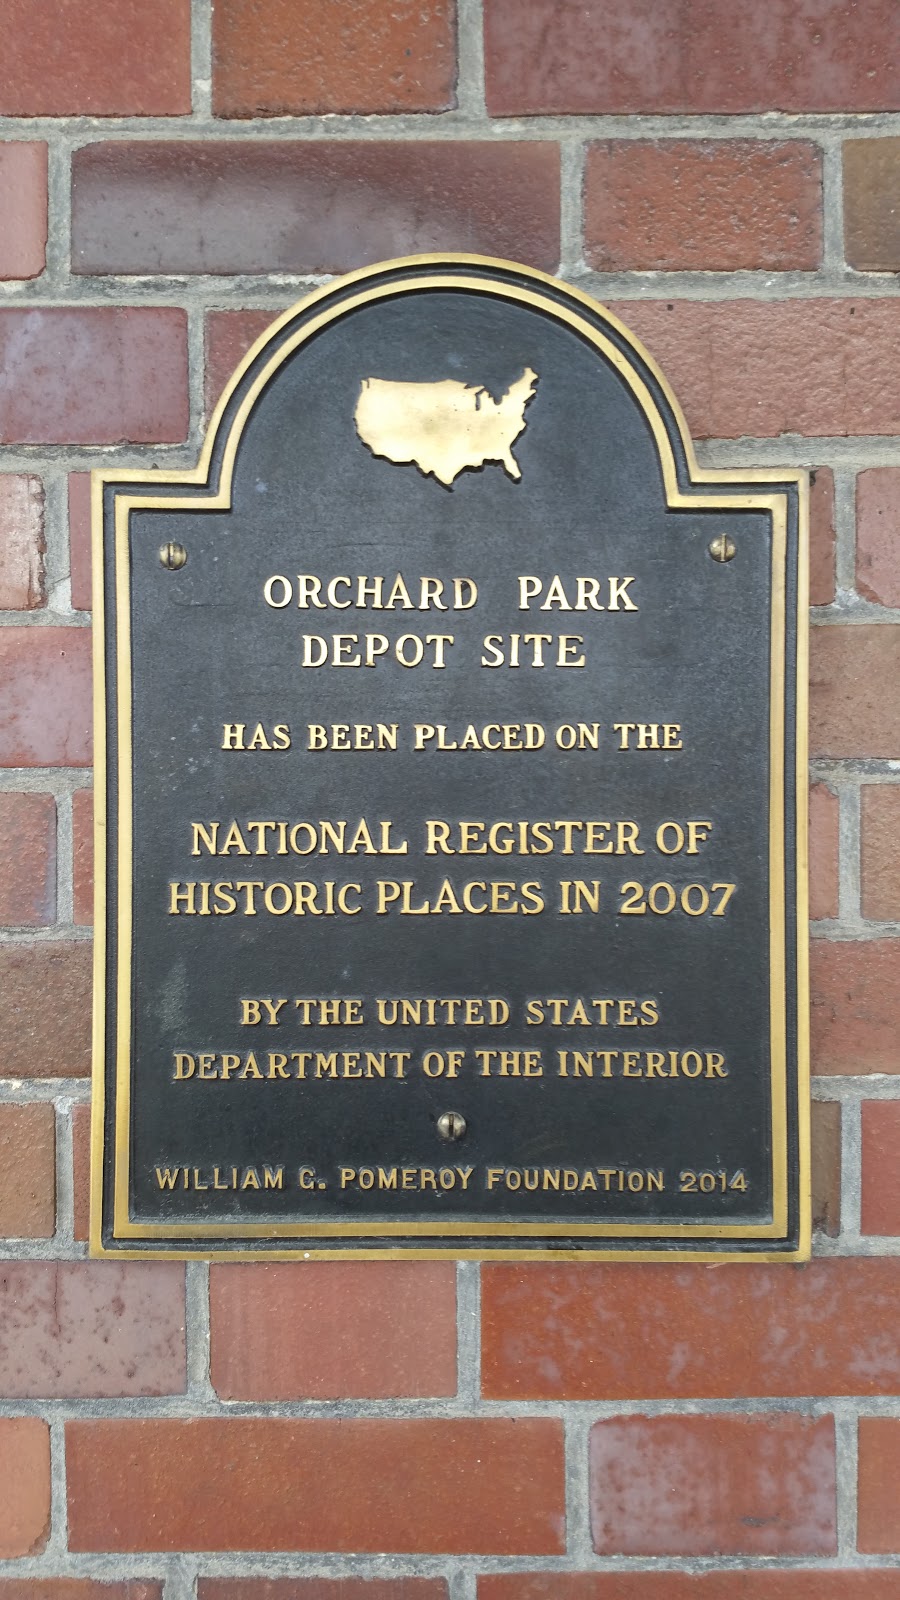 ORCHARD PARK
DEPOT SITE
HAS BEEN PLACED ON THE
NATIONAL REGISTER OF
HISTORIC PLACES IN 2007
BY THE UNITED STATES
DEPARTMENT OF THE INTERIOR
WILLIAM G. POMEROY FOUNDATION 2014